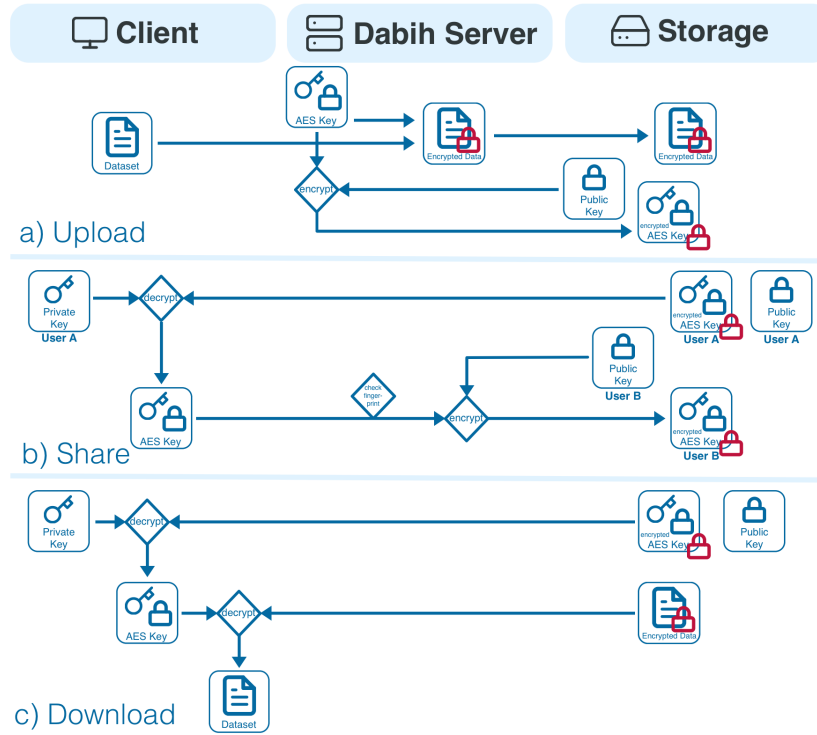 Client
Dabih Server
Storage
AES Key
Dataset
Encrypted Data
Encrypted Data
encrypt
Public
Key
encrypted
AES Key
a) Upload
Private
Key
User A
decrypt
encrypted
AES Key
User A
Public
Key
User A
Public
Key
User B
check
finger-
print
AES Key
encrypt
encrypted
AES Key
User B
b) Share
Private
Key
decrypt
encrypted
AES Key
Public
Key
AES Key
decrypt
Encrypted Data
Dataset
c) Download